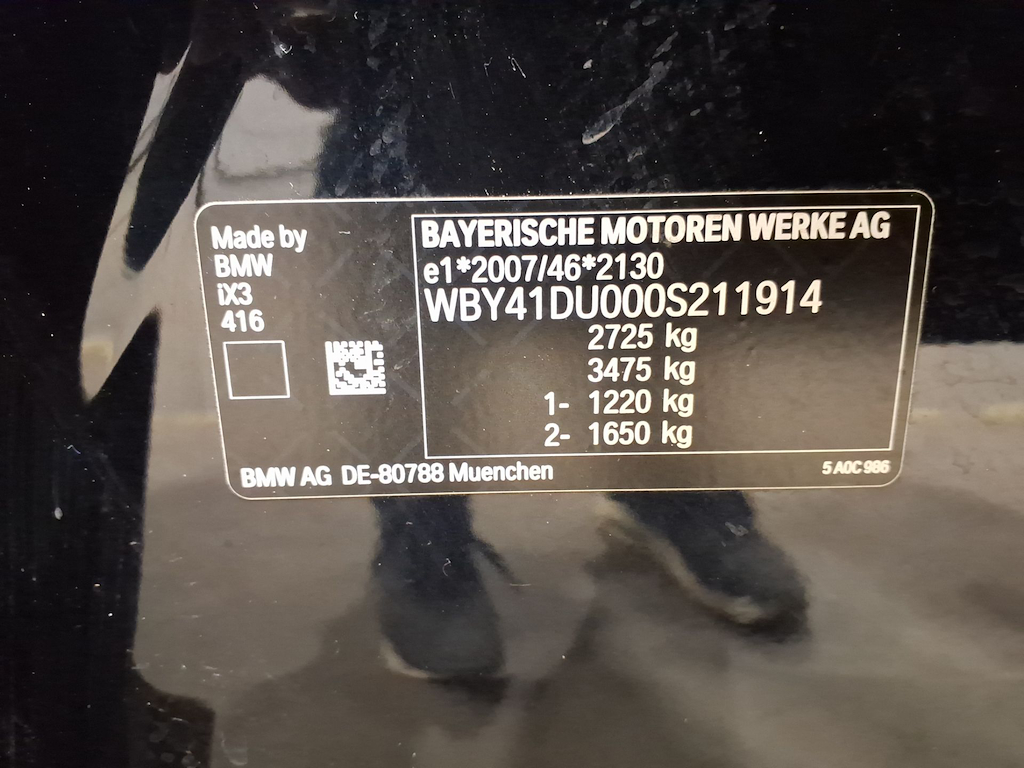 Made by
BMW
iX3
416
BAYERISCHE MOTOREN WERKE AG
e1*2007/46*2130
WBY41DU000S211914
2725 kg
3475 kg
1- 1220 kg
2- 1650 kg
BMW AG DE-80788 Muenchen
5 A0C 986